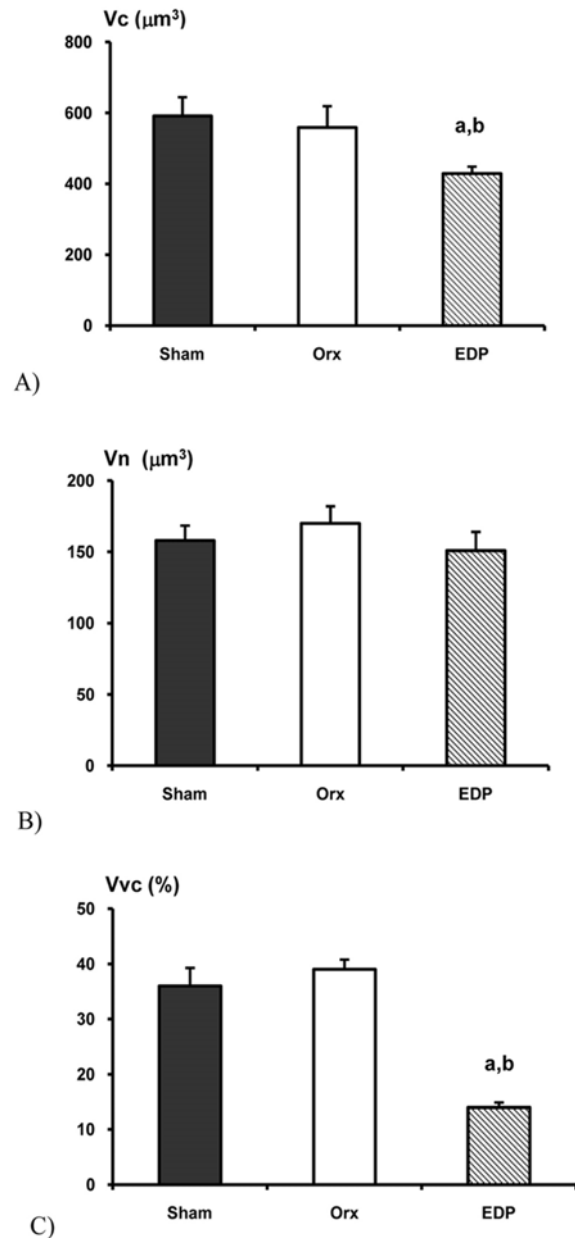 Vc (μm³)
800
600
400
200
0
a,b
Sham Orx EDP
A)
Vn (μm³)
200
150
100
50
0
Sham Orx EDP
B)
Vvc (%)
50
40
30
20
10
0
a,b
Sham Orx EDP
C)